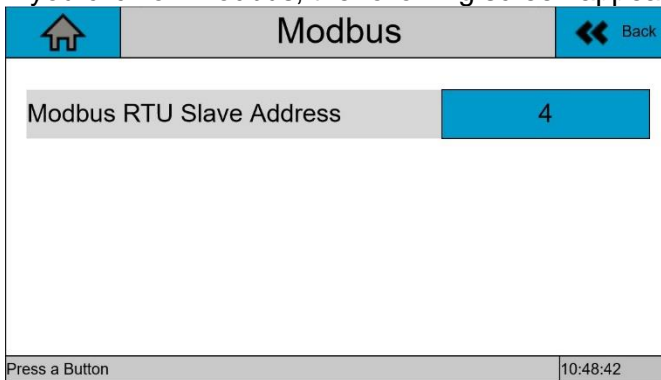 Modbus
Back
Modbus RTU Slave Address
4
Press a Button
10:48:42